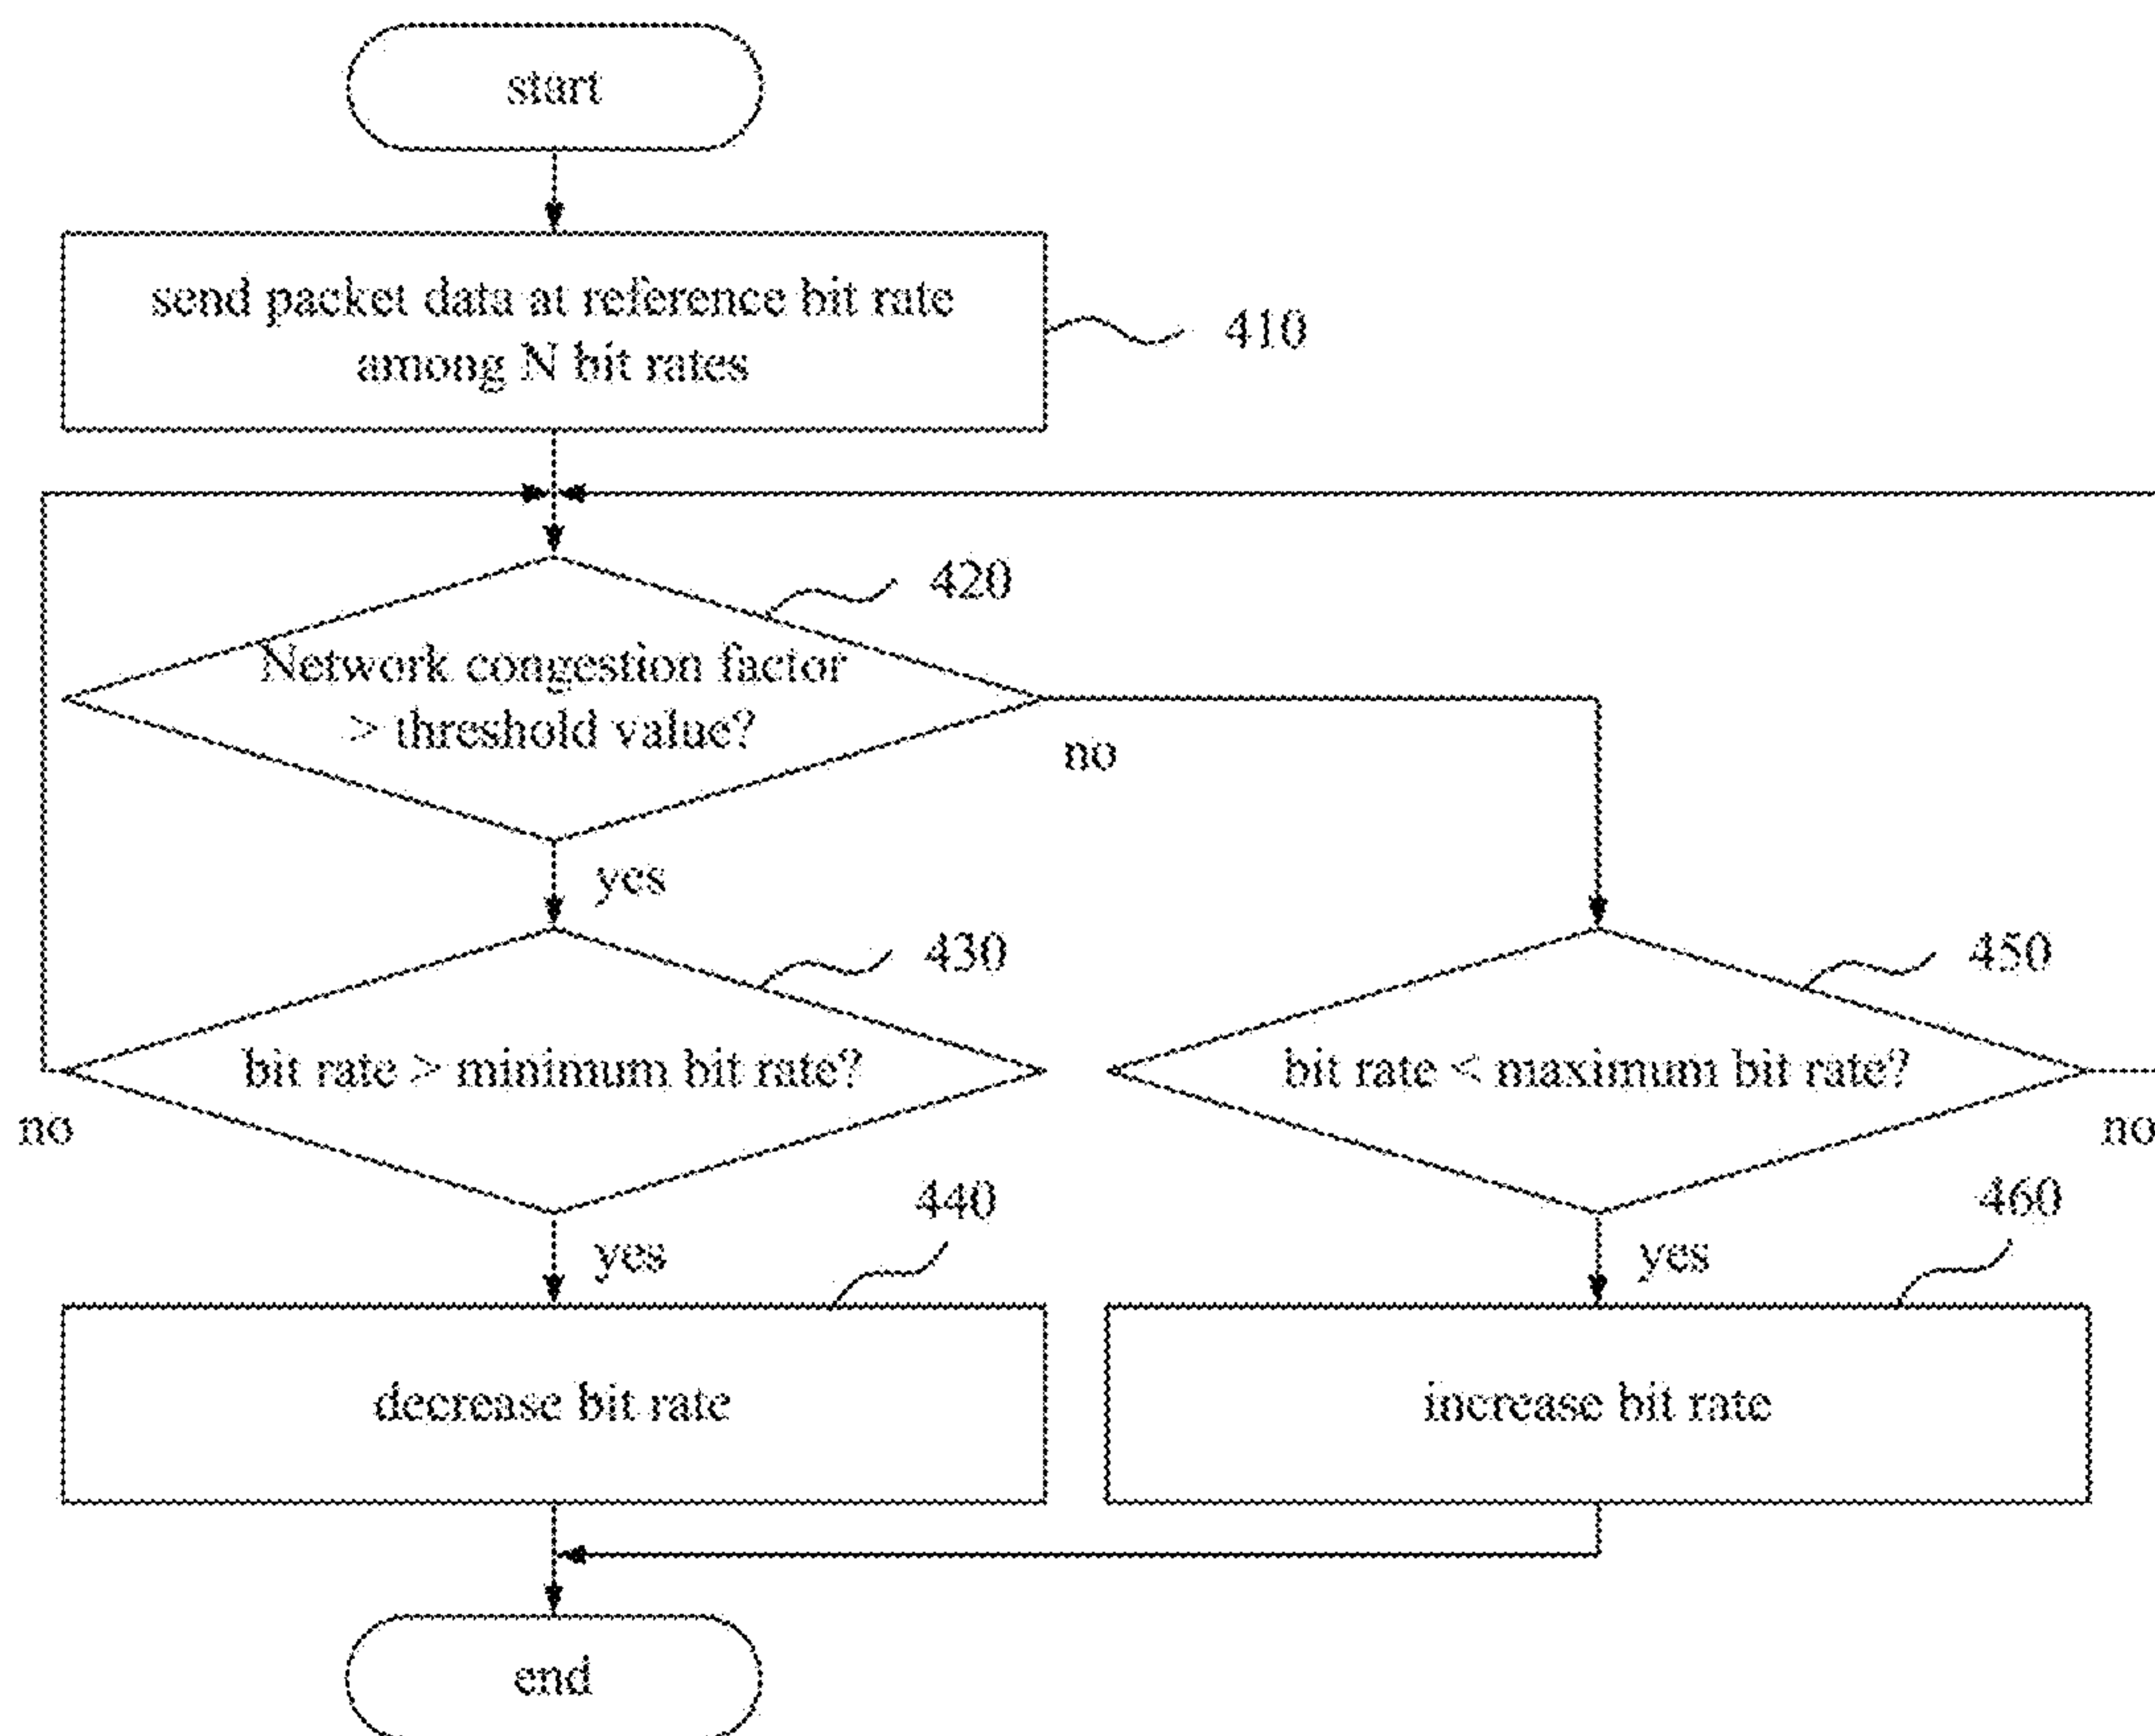 start
send packet data at reference bit rate
among N bit rates
410
420
Network congestion factor
> threshold value?
no
yes
430
450
bit rate > minimum bit rate?
bit rate < maximum bit rate?
no
no
440
460
yes
yes
decrease bit rate
increase bit rate
end